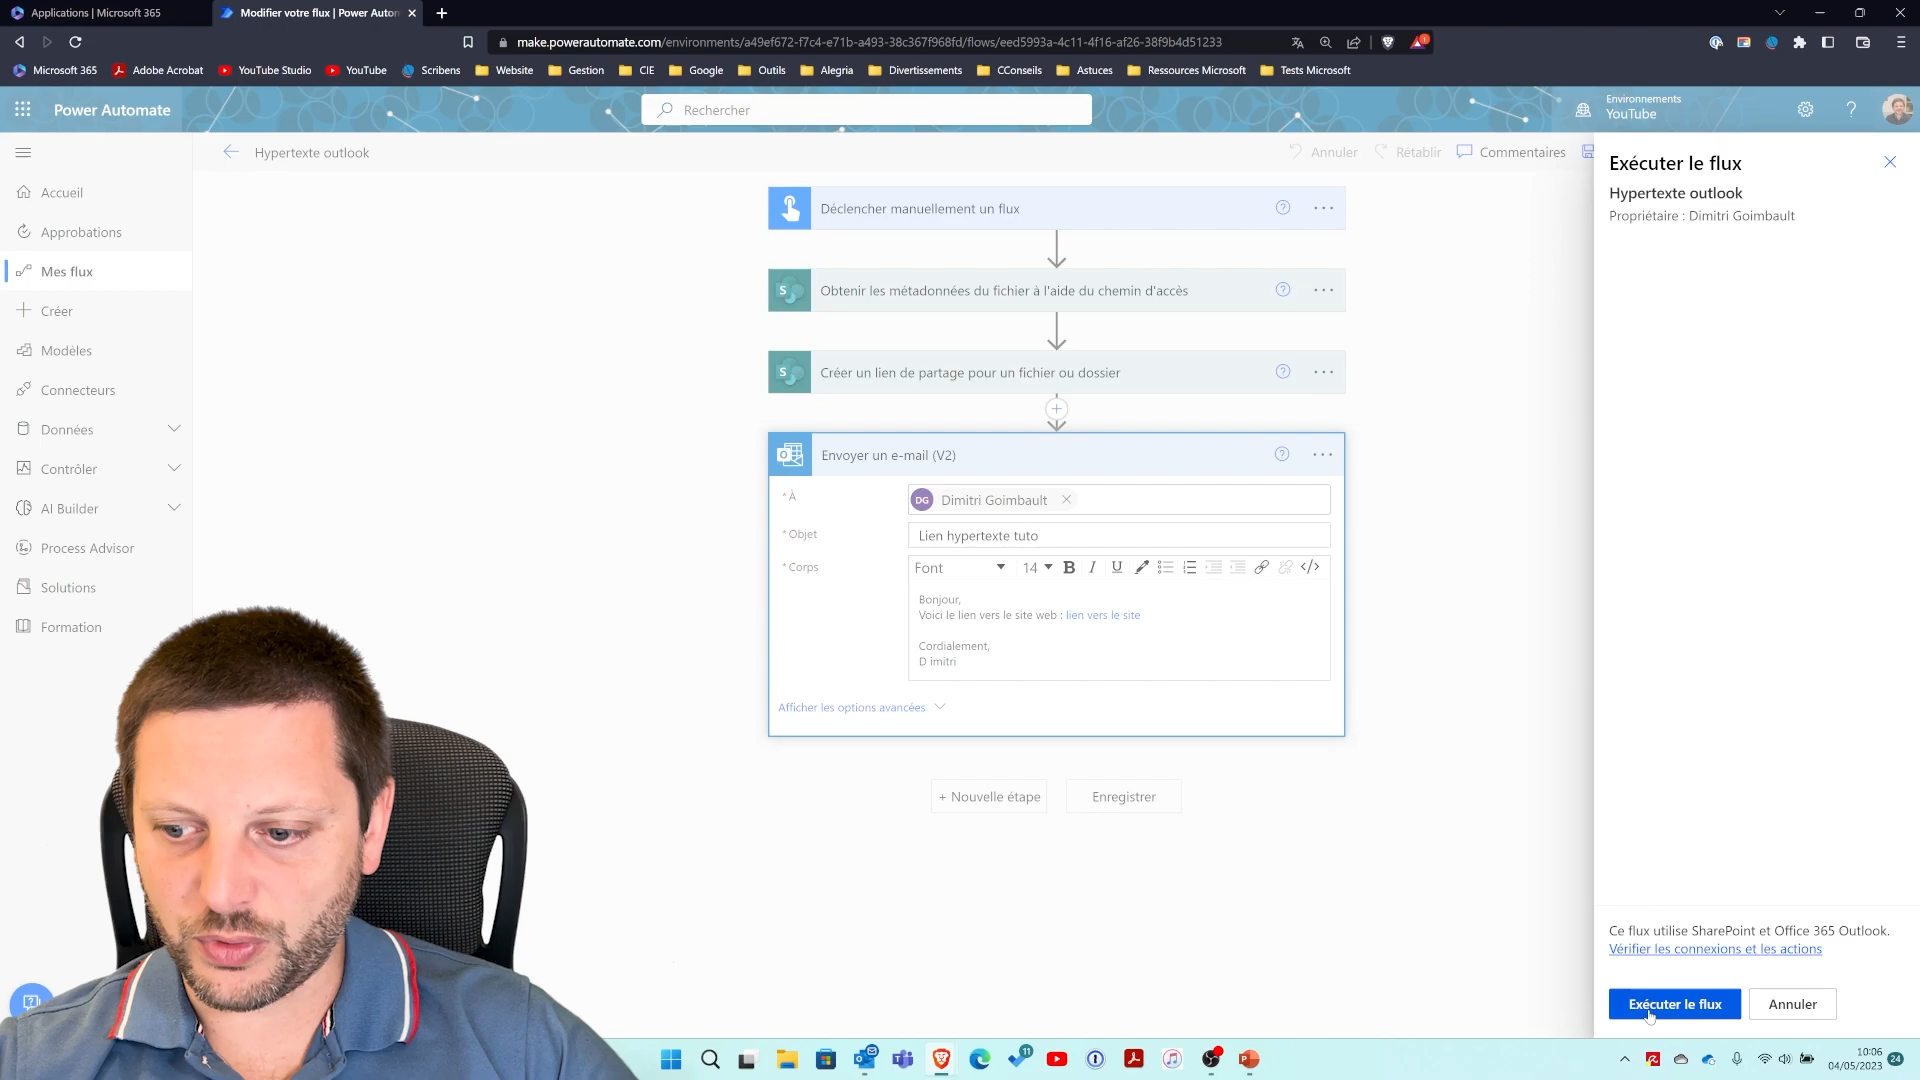 Applications | Microsoft 365
Modifier votre flux | Power Autom
make.powerautomate.com/environments/a49ef672-f7c4-e71b-a493-38c367f968fd/flows/eed5993a-4c11-4f16-af26-38f9b4d51233
1
Microsoft 365 Adobe Acrobat YouTube Studio YouTube Scribens Website Gestion CIE Google Outils Alegria Divertissements CConseils Astuces Ressources Microsoft Tests Microsoft
Power Automate
Rechercher
Environnements
YouTube
Hypertexte outlook
Annuler Rétablir Commentaires
Accueil
Approbations
Mes flux
Créer
Modèles
Connecteurs
Données
Contrôler
AI Builder
Process Advisor
Solutions
Formation
Déclencher manuellement un flux
Obtenir les métadonnées du fichier à l'aide du chemin d'accès
Créer un lien de partage pour un fichier ou dossier
Envoyer un e-mail (V2)
* À
DG Dimitri Goimbault
* Objet
Lien hypertexte tuto
* Corps
Font 14 B I U </>
Bonjour,
Voici le lien vers le site web : lien vers le site
Cordialement,
D imitri
Afficher les options avancées
+ Nouvelle étape
Enregistrer
Exécuter le flux
Hypertexte outlook
Propriétaire : Dimitri Goimbault
Ce flux utilise SharePoint et Office 365 Outlook.
Vérifier les connexions et les actions
Exécuter le flux
Annuler
11
10:06
04/05/2023
24